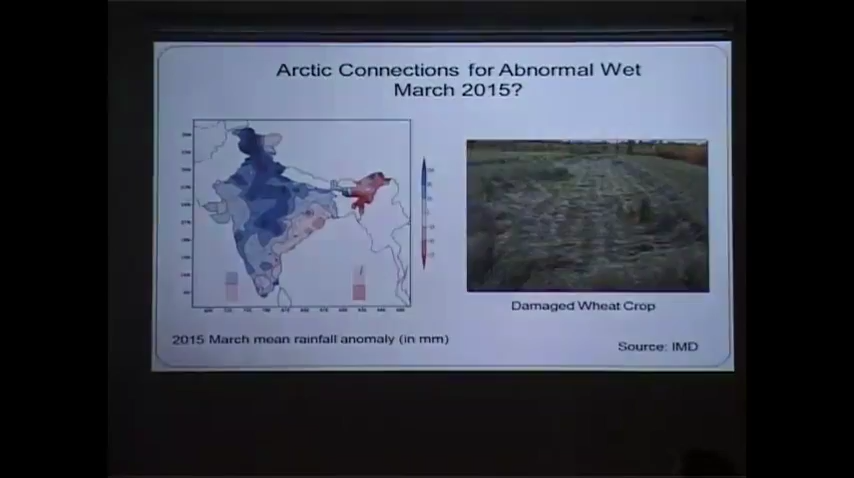 Arctic Connections for Abnormal Wet
March 2015?
Damaged Wheat Crop
2015 March mean rainfall anomaly (in mm)
Source: IMD